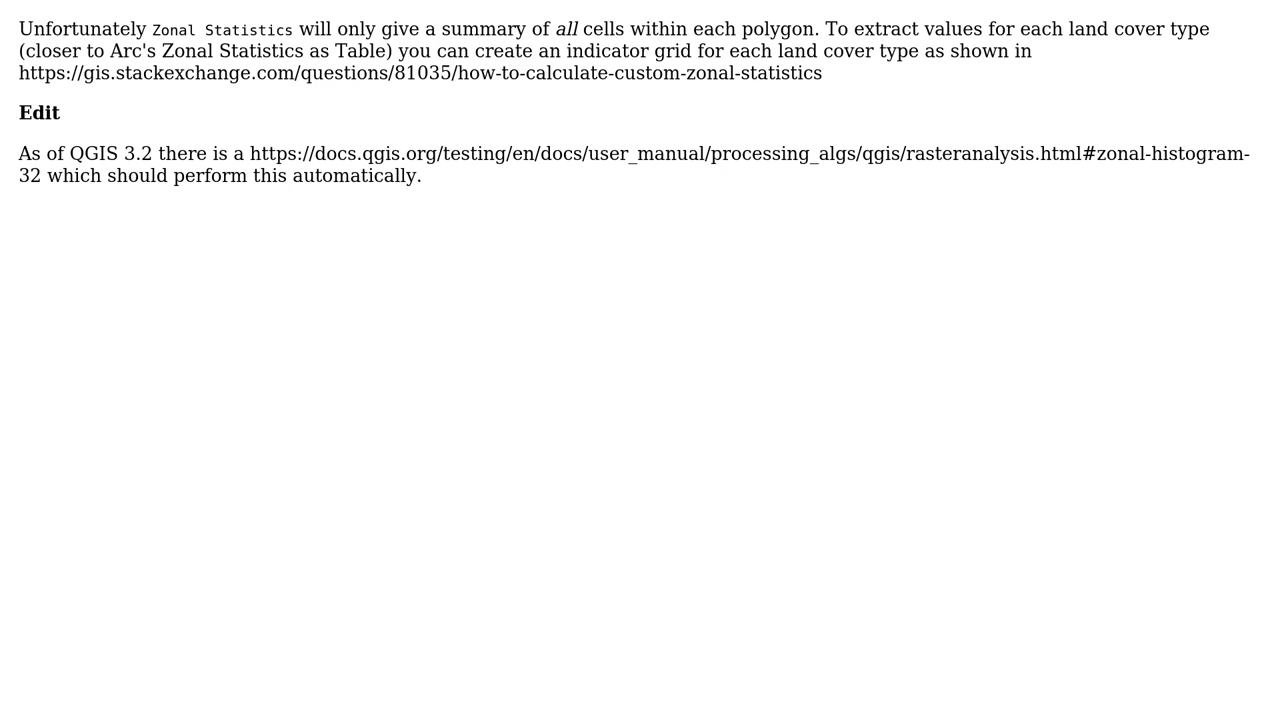 Unfortunately Zonal Statistics will only give a summary of all cells within each polygon. To extract values for each land cover type
(closer to Arc's Zonal Statistics as Table) you can create an indicator grid for each land cover type as shown in
https://gis.stackexchange.com/questions/81035/how-to-calculate-custom-zonal-statistics
Edit
As of QGIS 3.2 there is a https://docs.qgis.org/testing/en/docs/user_manual/processing_algs/qgis/rasteranalysis.html#zonal-histogram-
32 which should perform this automatically.